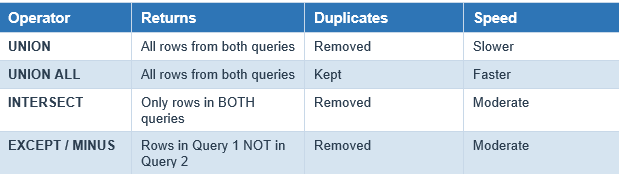 Operator Returns Duplicates Speed
UNION All rows from both queries Removed Slower
UNION ALL All rows from both queries Kept Faster
INTERSECT Only rows in BOTH Removed Moderate
queries
EXCEPT / MINUS Rows in Query 1 NOT in Removed Moderate
Query 2